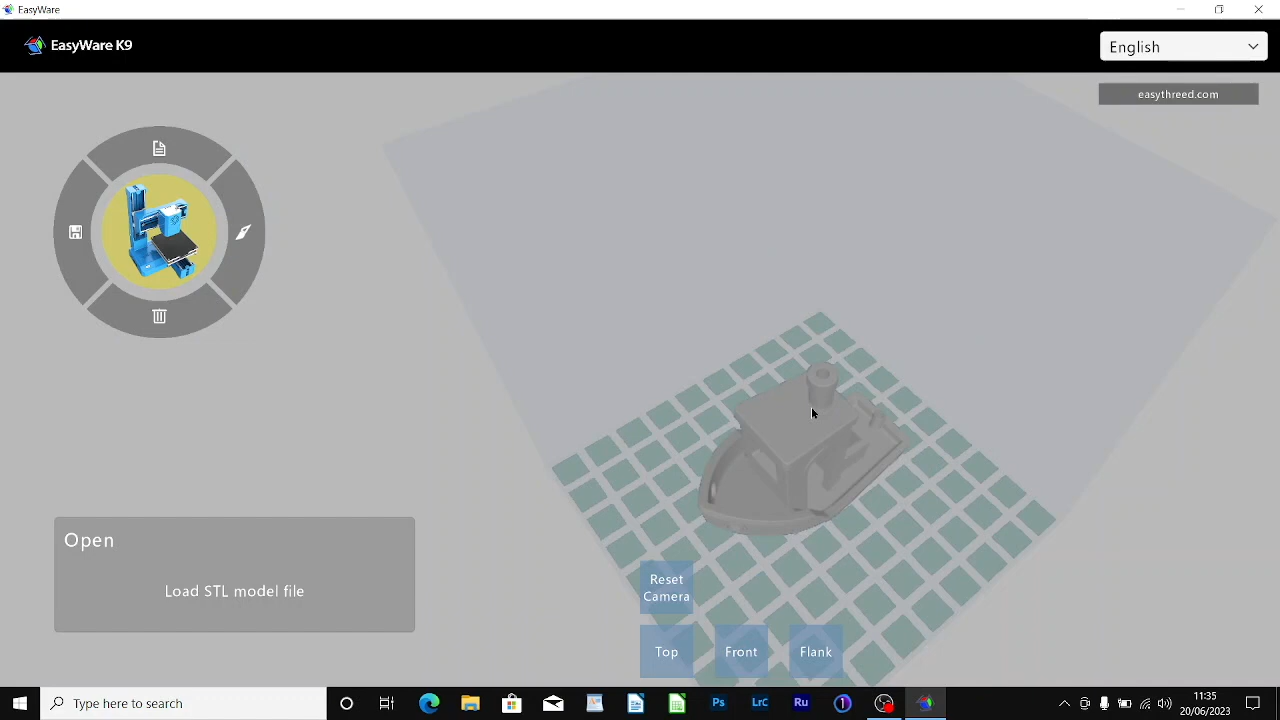 EasyWare
EasyWare K9
English
easythreed.com
Open
Load STL model file
Reset
Camera
Top
Front
Flank
Type here to search
Ps
LrC
Ru
11:35
20/06/2023